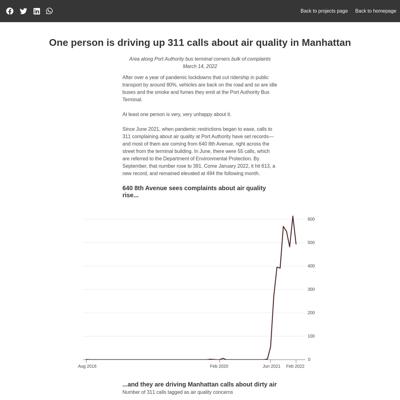 Back to projects page Back to homepage
One person is driving up 311 calls about air quality in Manhattan
Area along Port Authority bus terminal corners bulk of complaints
March 14, 2022
After over a year of pandemic lockdowns that cut ridership in public
transport by around 80%, vehicles are back on the road and so are idle
buses and the smoke and fumes they emit at the Port Authority Bus
Terminal.
At least one person is very, very unhappy about it.
Since June 2021, when pandemic restrictions began to ease, calls to
311 complaining about air quality at Port Authority have set records—
and most of them are coming from 640 8th Avenue, right across the
street from the terminal building. In June, there were 55 calls, which
are referred to the Department of Environmental Protection. By
September, that number rose to 391. Come January 2022, it hit 613, a
new record, and remained elevated at 494 the following month.
640 8th Avenue sees complaints about air quality
rise...
600
500
400
300
200
100
0
Aug 2016 Feb 2020 Jun 2021 Feb 2022
...and they are driving Manhattan calls about dirty air
Number of 311 calls tagged as air quality concerns